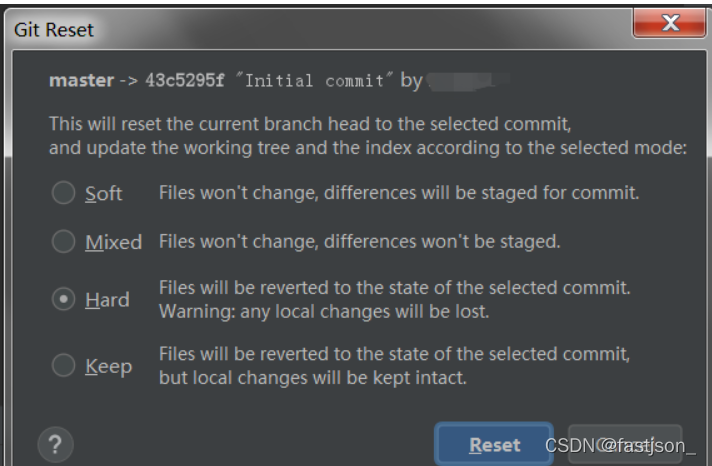 Git Reset
master -> 43c5295f "Initial commit" by
This will reset the current branch head to the selected commit,
and update the working tree and the index according to the selected mode:
Soft Files won't change, differences will be staged for commit.
Mixed Files won't change, differences won't be staged.
Hard Files will be reverted to the state of the selected commit.
Warning: any local changes will be lost.
Keep Files will be reverted to the state of the selected commit,
but local changes will be kept intact.
? Reset CSDN @fastjson_